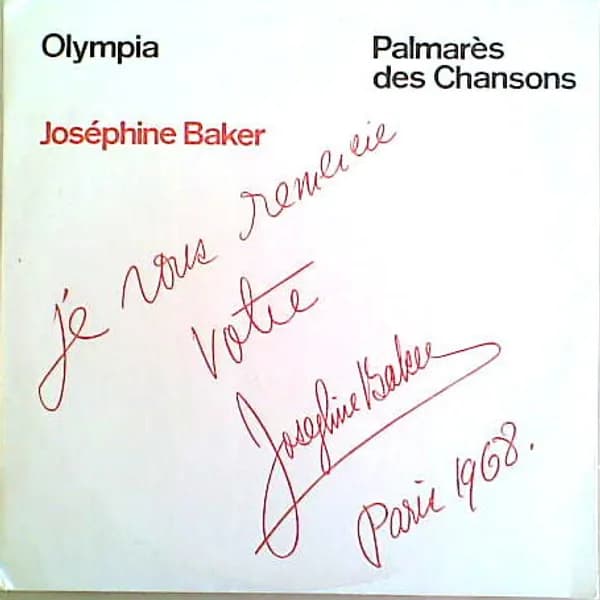 Olympia
Palmarès
des Chansons
Joséphine Baker
je vous remercie
votre
Josephine Baker
Paris 1968.